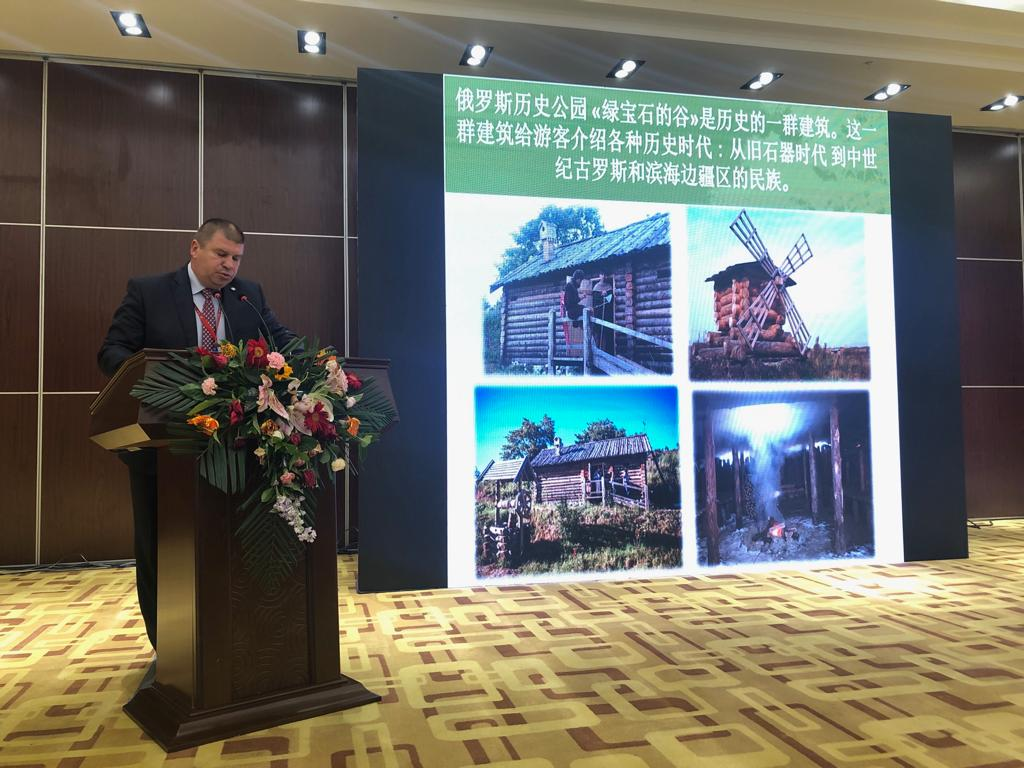 俄罗斯历史公园《绿宝石的谷》是历史的一群建筑。这一
群建筑给游客介绍各种历史时代：从旧石器时代 到中世
纪古罗斯和滨海边疆区的民族。